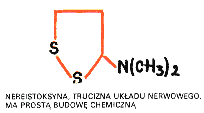 S
S
N(CH₃)₂
NEREISTOKSYNA, TRUCIZNA UKŁADU NERWOWEGO,
MA PROSTĄ BUDOWĘ CHEMICZNĄ